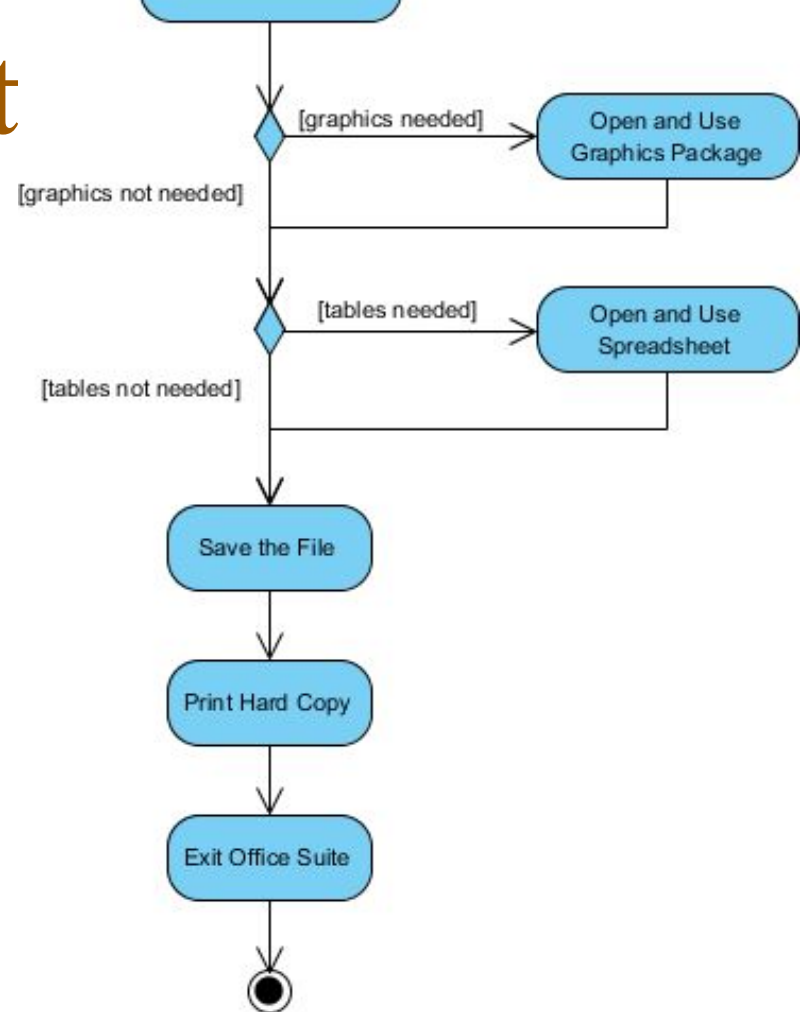 t
[graphics needed]
Open and Use
Graphics Package
[graphics not needed]
[tables needed]
Open and Use
Spreadsheet
[tables not needed]
Save the File
Print Hard Copy
Exit Office Suite